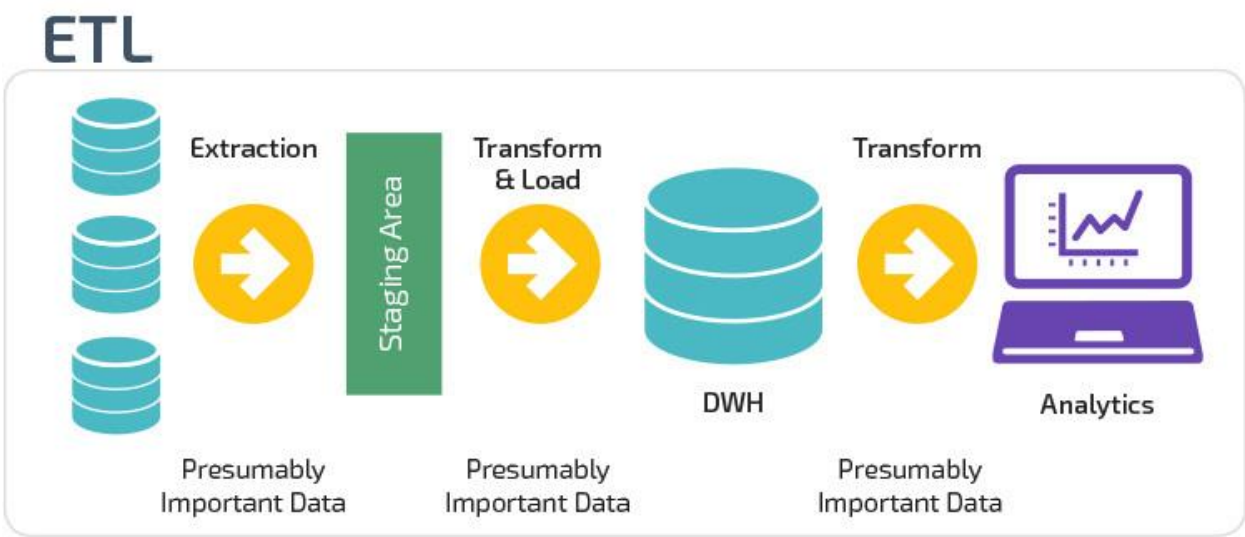 ETL
Extraction
Staging Area
Transform
& Load
DWH
Transform
Analytics
Presumably
Important Data
Presumably
Important Data
Presumably
Important Data